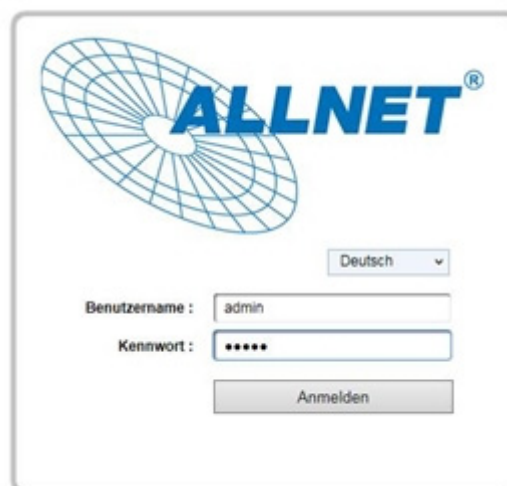 ALLNET®
Deutsch
Benutzername : admin
Kennwort : •••••
Anmelden